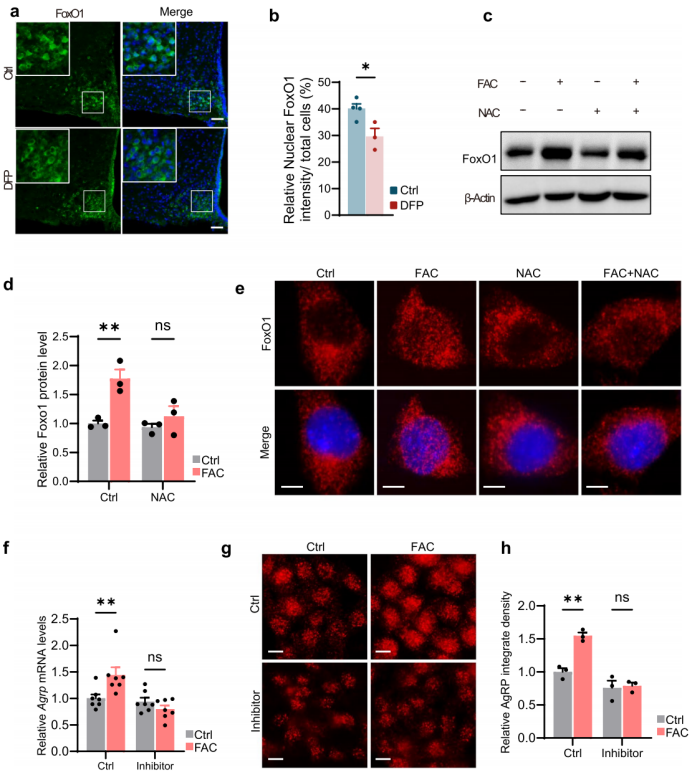 a
FoxO1
Merge
Ctrl
DFP
b
Relative Nuclear FoxO1
intensity/ total cells (%)
50
40
30
20
10
0
*
Ctrl
DFP
c
FAC − + − +
NAC − − + +
FoxO1
β-Actin
d
Relative Foxo1 protein level
2.5
2.0
1.5
1.0
0.5
0.0
** ns
Ctrl NAC
Ctrl
FAC
e
Ctrl FAC NAC FAC+NAC
FoxO1
Merge
f
Relative Agrp mRNA levels
2.5
2.0
1.5
1.0
0.5
0.0
** ns
Ctrl Inhibitor
Ctrl
FAC
g
Ctrl FAC
Ctrl
Inhibitor
h
Relative AgRP integrate density
2.0
1.5
1.0
0.5
0.0
** ns
Ctrl Inhibitor
Ctrl
FAC